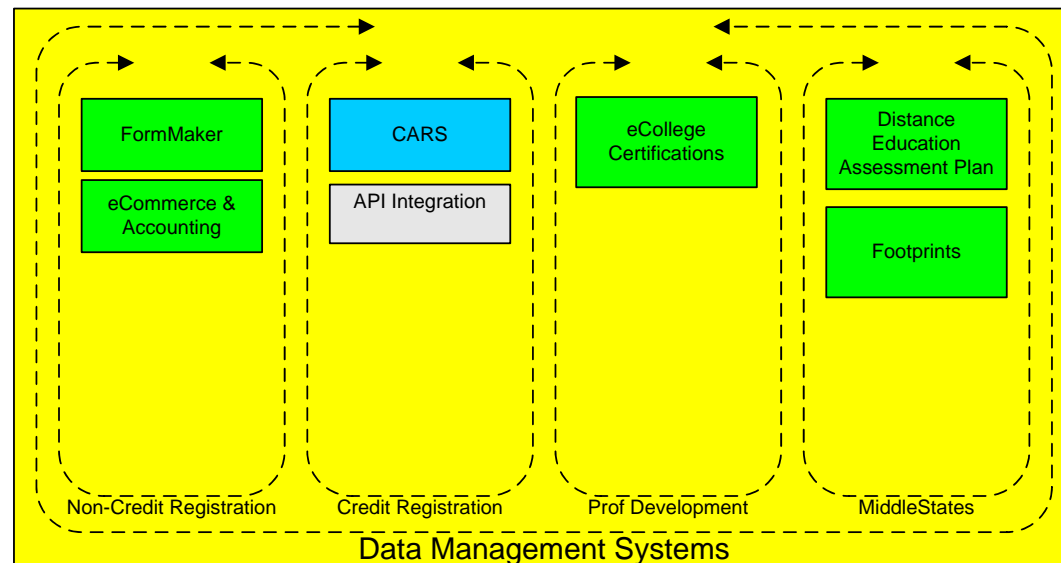 FormMaker
eCommerce &
Accounting
Non-Credit Registration
CARS
API Integration
Credit Registration
eCollege
Certifications
Prof Development
Distance
Education
Assessment Plan
Footprints
MiddleStates
Data Management Systems